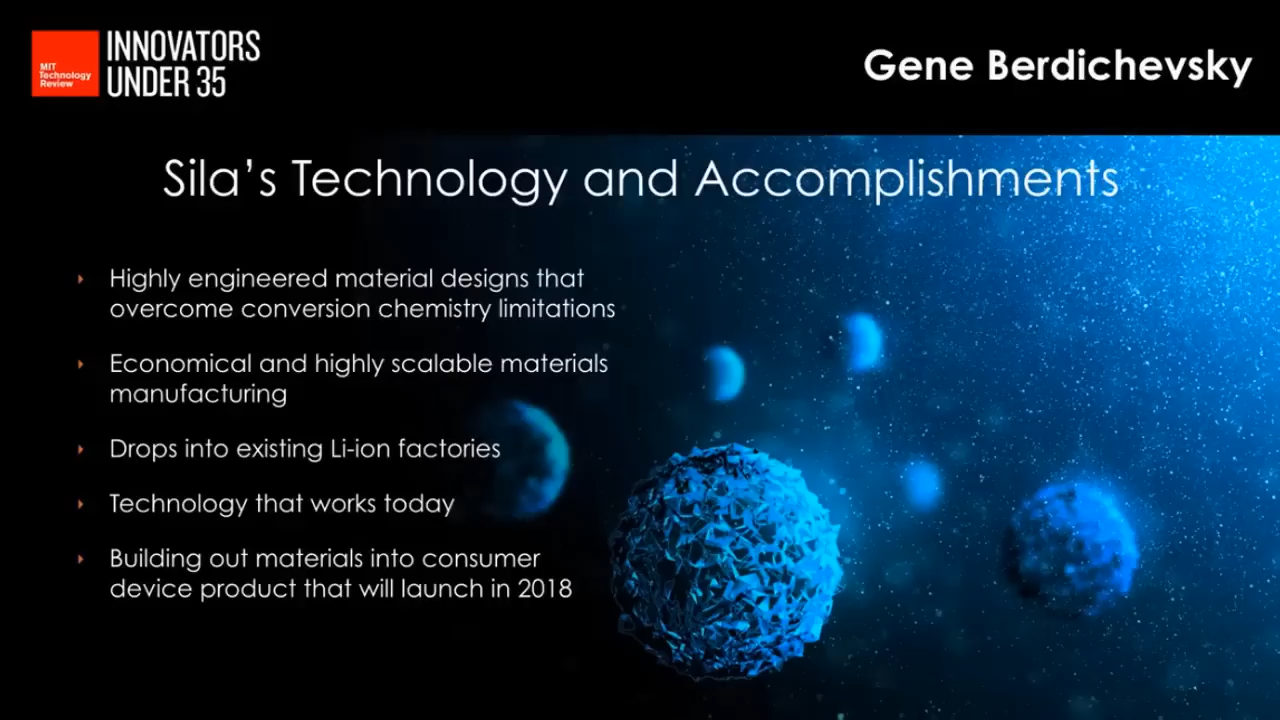 MIT
Technology
Review
INNOVATORS
UNDER 35
Gene Berdichevsky
Sila's Technology and Accomplishments
Highly engineered material designs that
overcome conversion chemistry limitations
Economical and highly scalable materials
manufacturing
Drops into existing Li-ion factories
Technology that works today
Building out materials into consumer
device product that will launch in 2018